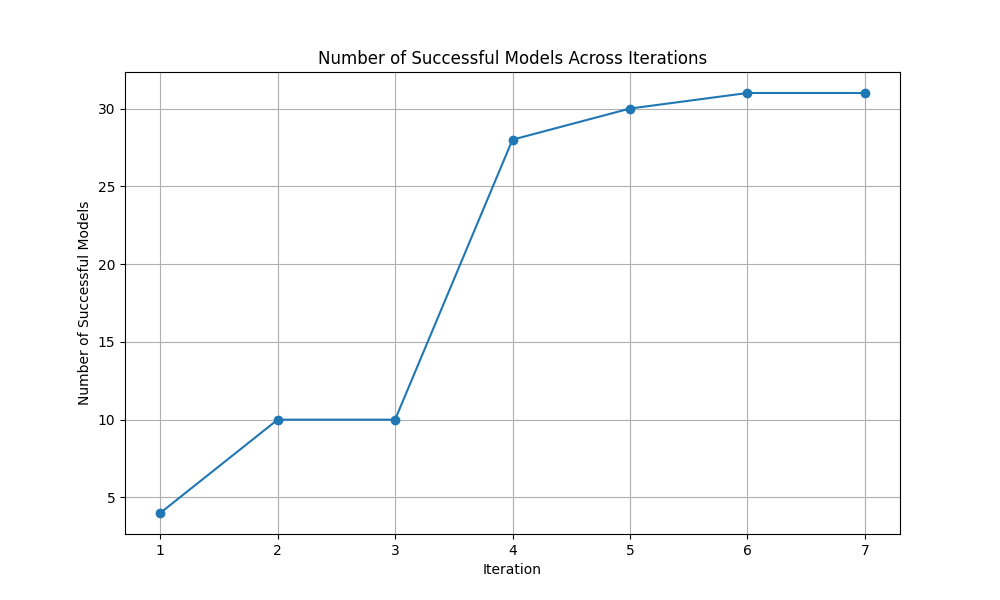 Number of Successful Models Across Iterations
Number of Successful Models
30
25
20
15
10
5
1 2 3 4 5 6 7
Iteration